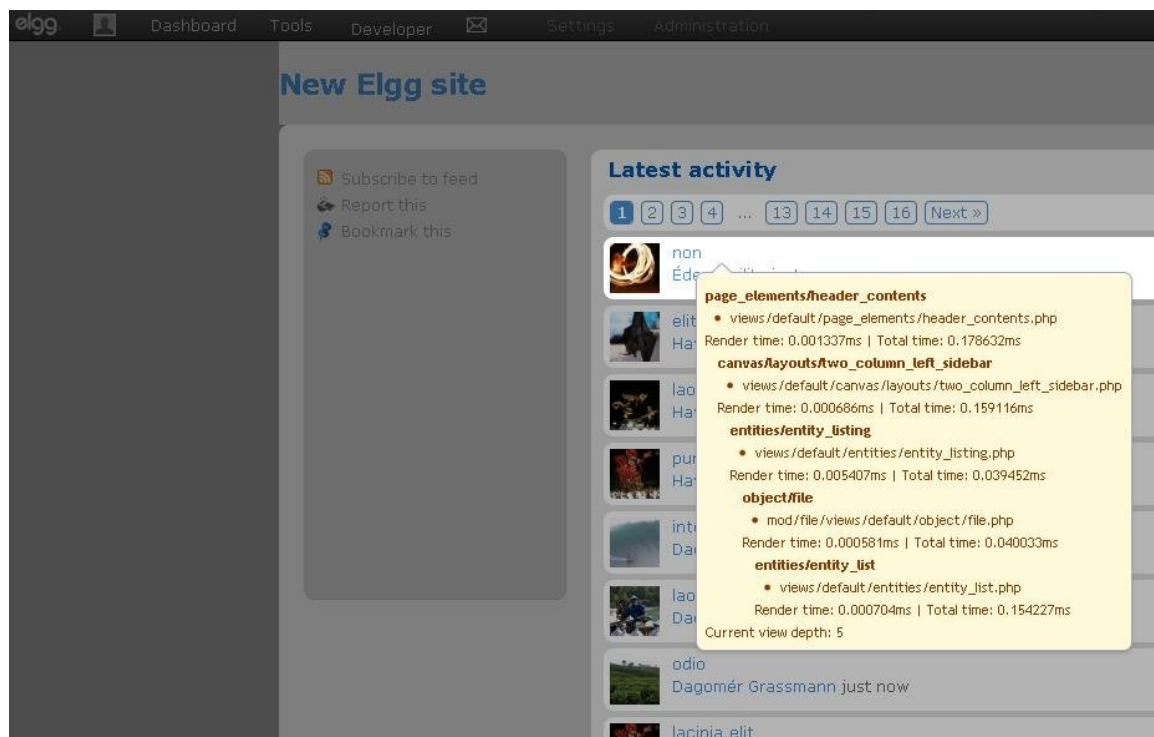 elgg Dashboard Tools Developer Settings Administration
New Elgg site
Subscribe to feed
Report this
Bookmark this
Latest activity
1 2 3 4 ... 13 14 15 16 Next »
non
page_elements/header_contents
• views/default/page_elements/header_contents.php
Render time: 0.001337ms | Total time: 0.178632ms
canvas/layouts/two_column_left_sidebar
• views/default/canvas/layouts/two_column_left_sidebar.php
Render time: 0.000686ms | Total time: 0.159116ms
entities/entity_listing
• views/default/entities/entity_listing.php
Render time: 0.005407ms | Total time: 0.039452ms
object/file
• mod/file/views/default/object/file.php
Render time: 0.000581ms | Total time: 0.040033ms
entities/entity_list
• views/default/entities/entity_list.php
Render time: 0.000704ms | Total time: 0.154227ms
Current view depth: 5
odio
Dagomér Grassmann just now
lacinia elit